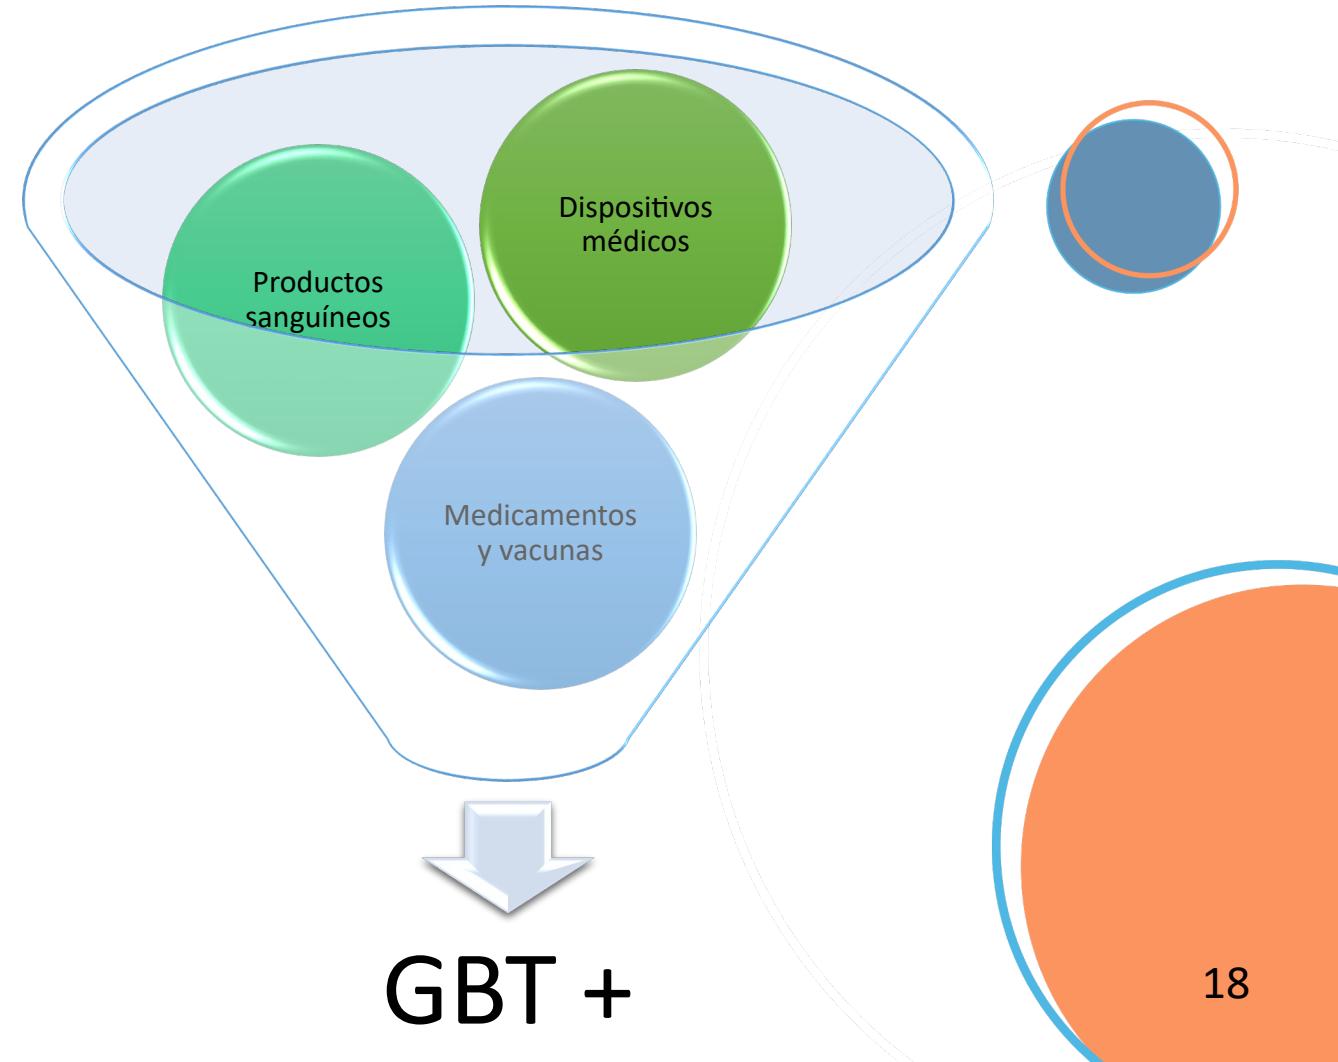 Dispositivos
médicos
Productos
sanguíneos
Medicamentos
y vacunas
GBT +
18